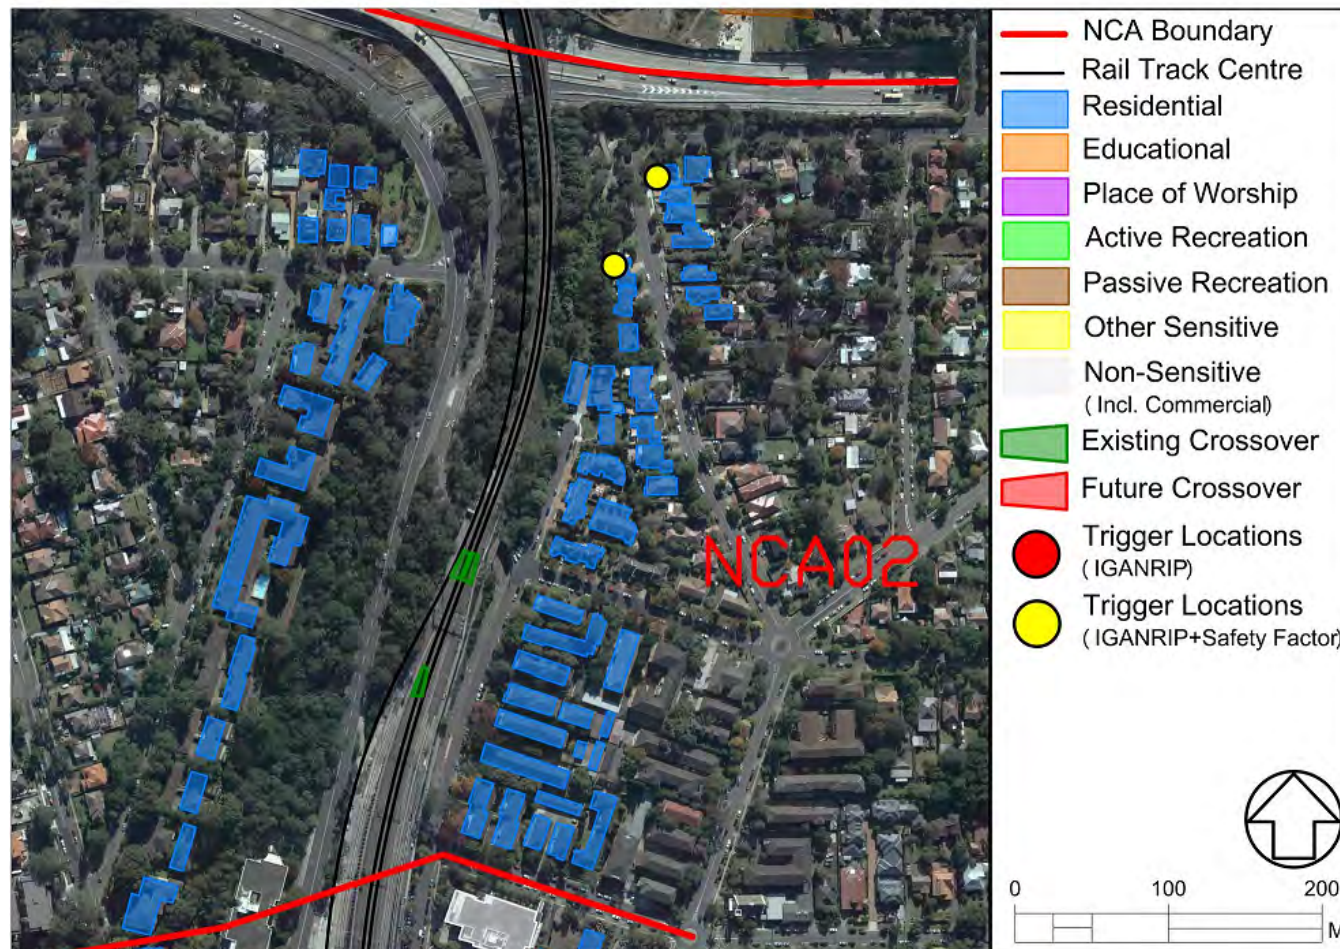 NCA Boundary
Rail Track Centre
Residential
Educational
Place of Worship
Active Recreation
Passive Recreation
Other Sensitive
Non-Sensitive
(Incl. Commercial)
Existing Crossover
Future Crossover
Trigger Locations
(IGANRIP)
Trigger Locations
(IGANRIP+Safety Factor)
NCA02
0 100 200
M